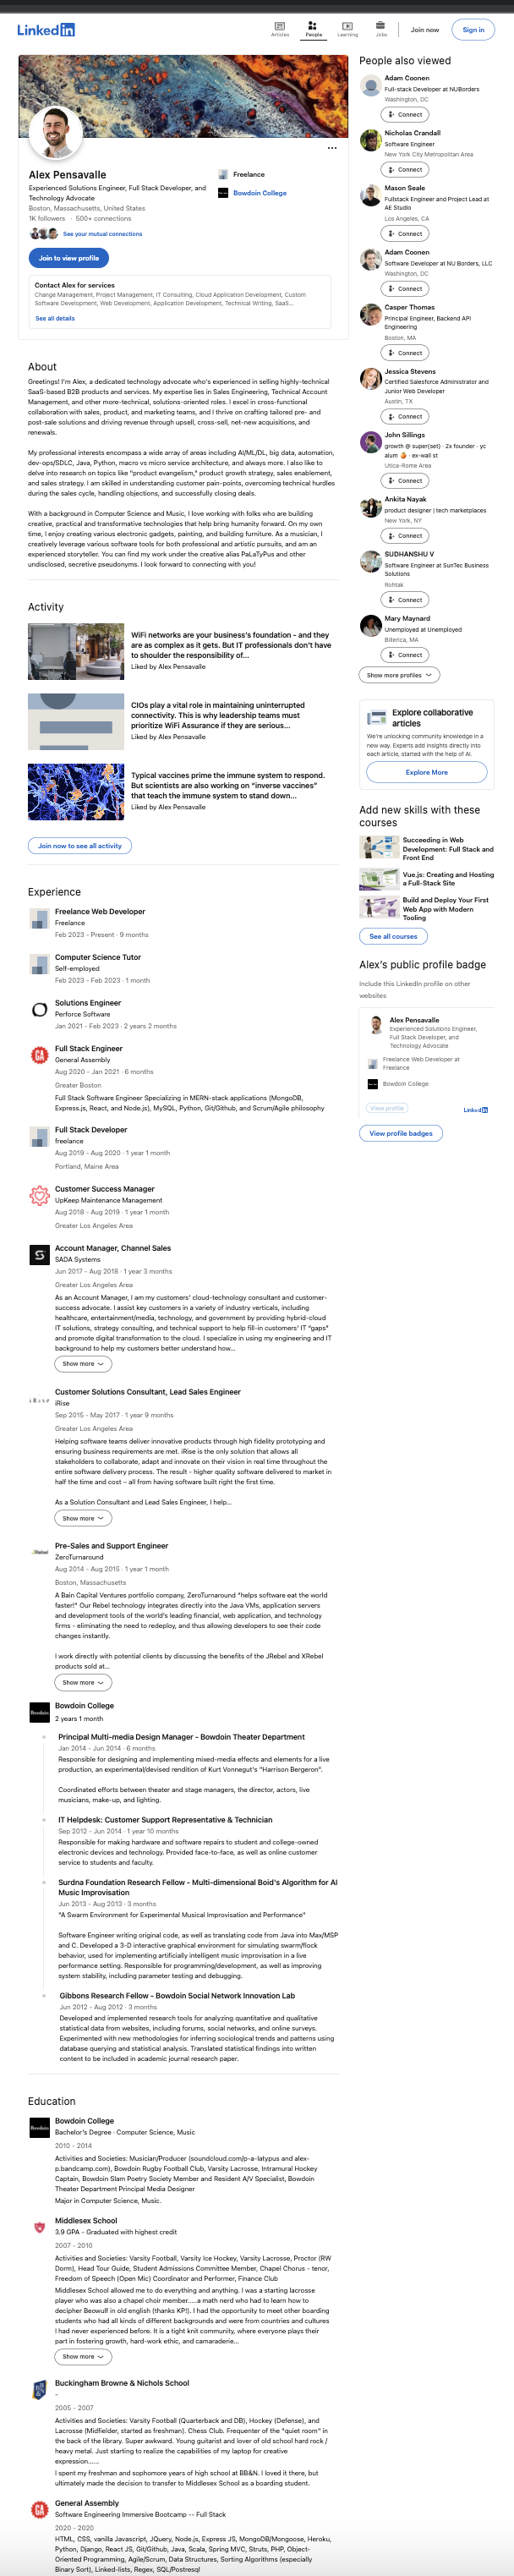 LinkedIn
Articles
People
Learning
Jobs
Join now
Sign in
Alex Pensavalle
Experienced Solutions Engineer, Full Stack Developer, and
Technology Advocate
Boston, Massachusetts, United States
1K followers · 500+ connections
See your mutual connections
Join to view profile
Freelance
Bowdoin College
Contact Alex for services
Change Management, Project Management, IT Consulting, Cloud Application Development, Custom
Software Development, Web Development, Application Development, Technical Writing, SaaS...
See all details
About
Greetings! I'm Alex, a dedicated technology advocate who's experienced in selling highly-technical
SaaS-based B2B products and services. My expertise lies in Sales Engineering, Technical Account
Management, and other more-technical, solutions-oriented roles. I excel in cross-functional
collaboration with sales, product, and marketing teams, and I thrive on crafting tailored pre- and
post-sale solutions and driving revenue through upsell, cross-sell, net-new acquisitions, and
renewals.
My professional interests encompass a wide array of areas including AI/ML/DL, big data, automation,
dev-ops/SDLC, Java, Python, macro vs micro service architecture, and always more. I also like to
delve into research on topics like "product evangelism," product growth strategy, sales enablement,
and strategy. I am skilled in understanding customer pain-points, overcoming technical hurdles
during the sales cycle, handling objections, and successfully closing deals.
With a background in Computer Science and Music, I love working with folks who are building
creative, practical and transformative technologies that help bring humanity forward. On my own
time, I enjoy creating various electronic gadgets, painting, and building furniture. As a musician, I
creatively leverage various software tools for both professional and artistic pursuits, and am an
experienced storyteller. You can find my work under the creative alias PaLaTyPus and other
undisclosed, secretive pseudonyms. I look forward to connecting with you!
Activity
WiFi networks are your business's foundation - and they
are as complex as it gets. But IT professionals don't have
to shoulder the responsibility of...
Liked by Alex Pensavalle
CIOs play a vital role in maintaining uninterrupted
connectivity. This is why leadership teams must
prioritize WiFi Assurance if they are serious...
Liked by Alex Pensavalle
Typical vaccines prime the immune system to respond.
But scientists are also working on "inverse vaccines"
that teach the immune system to stand down...
Liked by Alex Pensavalle
Join now to see all activity
Experience
Freelance Web Developer
Freelance
Feb 2023 - Present · 9 months
Computer Science Tutor
Self-employed
Feb 2023 - Feb 2023 · 1 month
Solutions Engineer
Perforce Software
Jan 2021 - Feb 2023 · 2 years 2 months
Full Stack Engineer
General Assembly
Aug 2020 - Jan 2021 · 6 months
Greater Boston
Full Stack Software Engineer Specializing in MERN-stack applications (MongoDB,
Express.js, React, and Node.js), MySQL, Python, Git/Github, and Scrum/Agile philosophy
Full Stack Developer
freelance
Aug 2019 - Aug 2020 · 1 year 1 month
Portland, Maine Area
Customer Success Manager
UpKeep Maintenance Management
Aug 2018 - Aug 2019 · 1 year 1 month
Greater Los Angeles Area
Account Manager, Channel Sales
SADA Systems
Jun 2017 - Aug 2018 · 1 year 3 months
Greater Los Angeles Area
As an Account Manager, I am my customers' cloud-technology consultant and customer-
success advocate. I assist key customers in a variety of industry verticals, including
healthcare, entertainment/media, technology, and government by providing hybrid-cloud
IT solutions, strategy consulting, and technical support to help fill-in customers' IT "gaps"
and promote digital transformation to the cloud. I specialize in using my engineering and IT
background to help my customers better understand how...
Show more
Customer Solutions Consultant, Lead Sales Engineer
iRise
Sep 2015 - May 2017 · 1 year 9 months
Greater Los Angeles Area
Helping software teams deliver innovative products through high fidelity prototyping and
ensuring business requirements are met. iRise is the only solution that allows all
stakeholders to collaborate, adapt and innovate on their vision in real time throughout the
entire software delivery process. The result - higher quality software delivered to market in
half the time and cost – all from having software built right the first time.
As a Solution Consultant and Lead Sales Engineer, I help...
Show more
Pre-Sales and Support Engineer
ZeroTurnaround
Aug 2014 - Aug 2015 · 1 year 1 month
Boston, Massachusetts
A Bain Capital Ventures portfolio company, ZeroTurnaround "helps software eat the world
faster!" Our Rebel technology integrates directly into the Java VMs, application servers
and development tools of the world's leading financial, web application, and technology
firms - eliminating the need to redeploy, and thus allowing developers to see their code
changes instantly.
I work directly with potential clients by discussing the benefits of the JRebel and XRebel
products sold at...
Show more
Bowdoin College
2 years 1 month
Principal Multi-media Design Manager - Bowdoin Theater Department
Jan 2014 - Jun 2014 · 6 months
Responsible for designing and implementing mixed-media effects and elements for a live
production, an experimental/devised rendition of Kurt Vonnegut's "Harrison Bergeron".
Coordinated efforts between theater and stage managers, the director, actors, live
musicians, make-up, and lighting.
IT Helpdesk: Customer Support Representative & Technician
Sep 2012 - Jun 2014 · 1 year 10 months
Responsible for making hardware and software repairs to student and college-owned
electronic devices and technology. Provided face-to-face, as well as online customer
service to students and faculty.
Surdna Foundation Research Fellow - Multi-dimensional Boid's Algorithm for AI
Music Improvisation
Jun 2013 - Aug 2013 · 3 months
"A Swarm Environment for Experimental Musical Improvisation and Performance"
Software Engineer writing original code, as well as translating code from Java into Max/MSP
and C. Developed a 3-D interactive graphical environment for simulating swarm/flock
behavior, used for implementing artificially intelligent music improvisation in a live
performance setting. Responsible for programming/development, as well as improving
system stability, including parameter testing and debugging.
Gibbons Research Fellow - Bowdoin Social Network Innovation Lab
Jun 2012 - Aug 2012 · 3 months
Developed and implemented research tools for analyzing quantitative and qualitative
statistical data from websites, including forums, social networks, and online surveys.
Experimented with new methodologies for inferring sociological trends and patterns using
database querying and statistical analysis. Translated statistical findings into written
content to be included in academic journal research paper.
Education
Bowdoin College
Bachelor's Degree · Computer Science, Music
2010 - 2014
Activities and Societies: Musician/Producer (soundcloud.com/p-a-latypus and alex-
p.bandcamp.com), Bowdoin Rugby Football Club, Varsity Lacrosse, Intramural Hockey
Captain, Bowdoin Slam Poetry Society Member and Resident A/V Specialist, Bowdoin
Theater Department Principal Media Designer
Major in Computer Science, Music.
Middlesex School
3.9 GPA - Graduated with highest credit
2007 - 2010
Activities and Societies: Varsity Football, Varsity Ice Hockey, Varsity Lacrosse, Proctor (RW
Dorm), Head Tour Guide, Student Admissions Committee Member, Chapel Chorus - tenor,
Freedom of Speech (Open Mic) Coordinator and Performer, Finance Club
Middlesex School allowed me to do everything and anything. I was a starting lacrosse
player who was also a chapel choir member......a math nerd who had to learn how to
decipher Beowulf in old english (thanks KP!). I had the opportunity to meet other boarding
students who had all kinds of different backgrounds and were from countries and cultures
I had never experienced before. It is a tight knit community, where everyone plays their
part in fostering growth, hard-work ethic, and camaraderie...
Show more
Buckingham Browne & Nichols School
-
2005 - 2007
Activities and Societies: Varsity Football (Quarterback and DB), Hockey (Defense), and
Lacrosse (Midfielder, started as freshman). Chess Club. Frequenter of the "quiet room" in
the back of the library. Super awkward. Young guitarist and lover of old school hard rock /
heavy metal. Just starting to realize the capabilities of my laptop for creative
expression......
I spent my freshman and sophomore years of high school at BB&N. I loved it there, but
ultimately made the decision to transfer to Middlesex School as a boarding student.
General Assembly
Software Engineering Immersive Bootcamp -- Full Stack
2020 - 2020
HTML, CSS, vanilla Javascript, JQuery, Node.js, Express JS, MongoDB/Mongoose, Heroku,
Python, Django, React JS, Git/Github, Java, Scala, Spring MVC, Struts, PHP, Object-
Oriented Programming, Agile/Scrum, Data Structures, Sorting Algorithms (especially
Binary Sort), Linked-lists, Regex, SQL/Postresql
People also viewed
Adam Coonen
Full-stack Developer at NUBorders
Washington, DC
Connect
Nicholas Crandall
Software Engineer
New York City Metropolitan Area
Connect
Mason Seale
Fullstack Engineer and Project Lead at
AE Studio
Los Angeles, CA
Connect
Adam Coonen
Software Developer at NU Borders, LLC
Washington, DC
Connect
Casper Thomas
Principal Engineer, Backend API
Engineering
Boston, MA
Connect
Jessica Stevens
Certified Salesforce Administrator and
Junior Web Developer
Austin, TX
Connect
John Sillings
growth @ super{set} · 2x founder · yc
alum · ex-wall st
Utica-Rome Area
Connect
Ankita Nayak
product designer | tech marketplaces
New York, NY
Connect
SUDHANSHU V
Software Engineer at SunTec Business
Solutions
Rohtak
Connect
Mary Maynard
Unemployed at Unemployed
Billerica, MA
Connect
Show more profiles
Explore collaborative
articles
We're unlocking community knowledge in a
new way. Experts add insights directly into
each article, started with the help of AI.
Explore More
Add new skills with these
courses
Succeeding in Web
Development: Full Stack and
Front End
Vue.js: Creating and Hosting
a Full-Stack Site
Build and Deploy Your First
Web App with Modern
Tooling
See all courses
Alex's public profile badge
Include this LinkedIn profile on other
websites
Alex Pensavalle
Experienced Solutions Engineer,
Full Stack Developer, and
Technology Advocate
Freelance Web Developer at
Freelance
Bowdoin College
View profile
LinkedIn
View profile badges